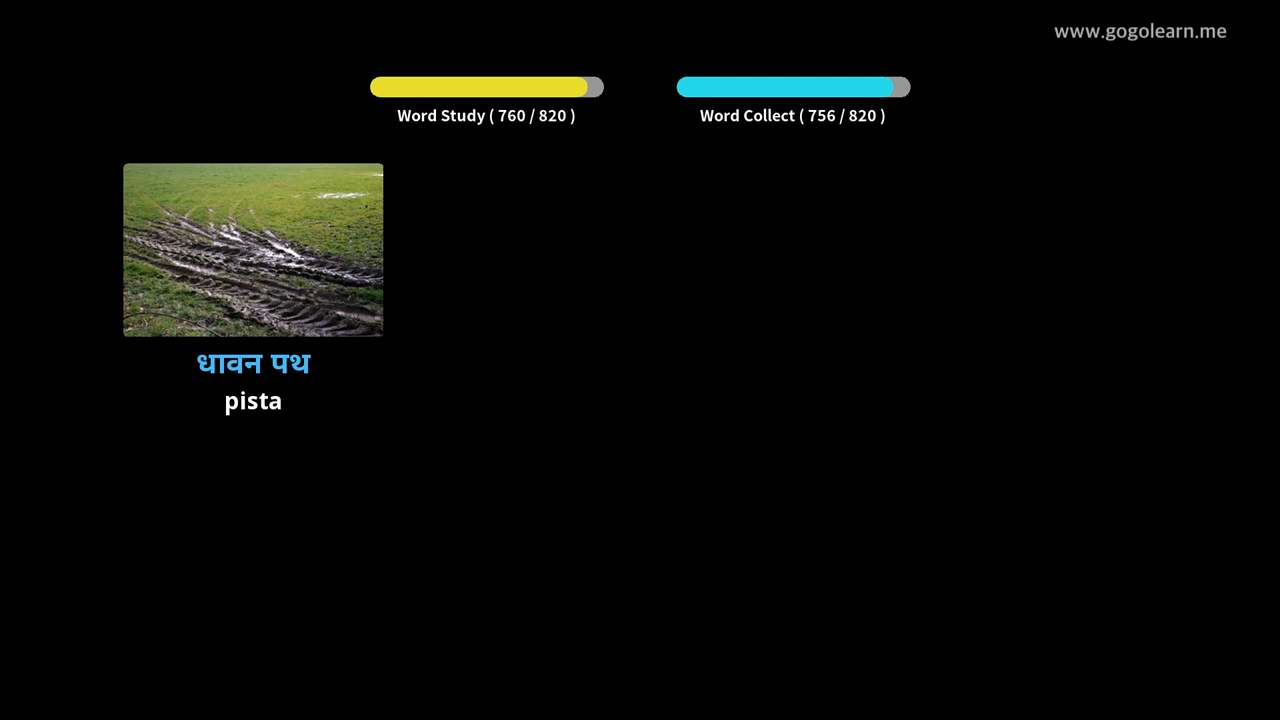 www.gogolearn.me
Word Study ( 760 / 820 )
Word Collect ( 756 / 820 )
धावन पथ
pista